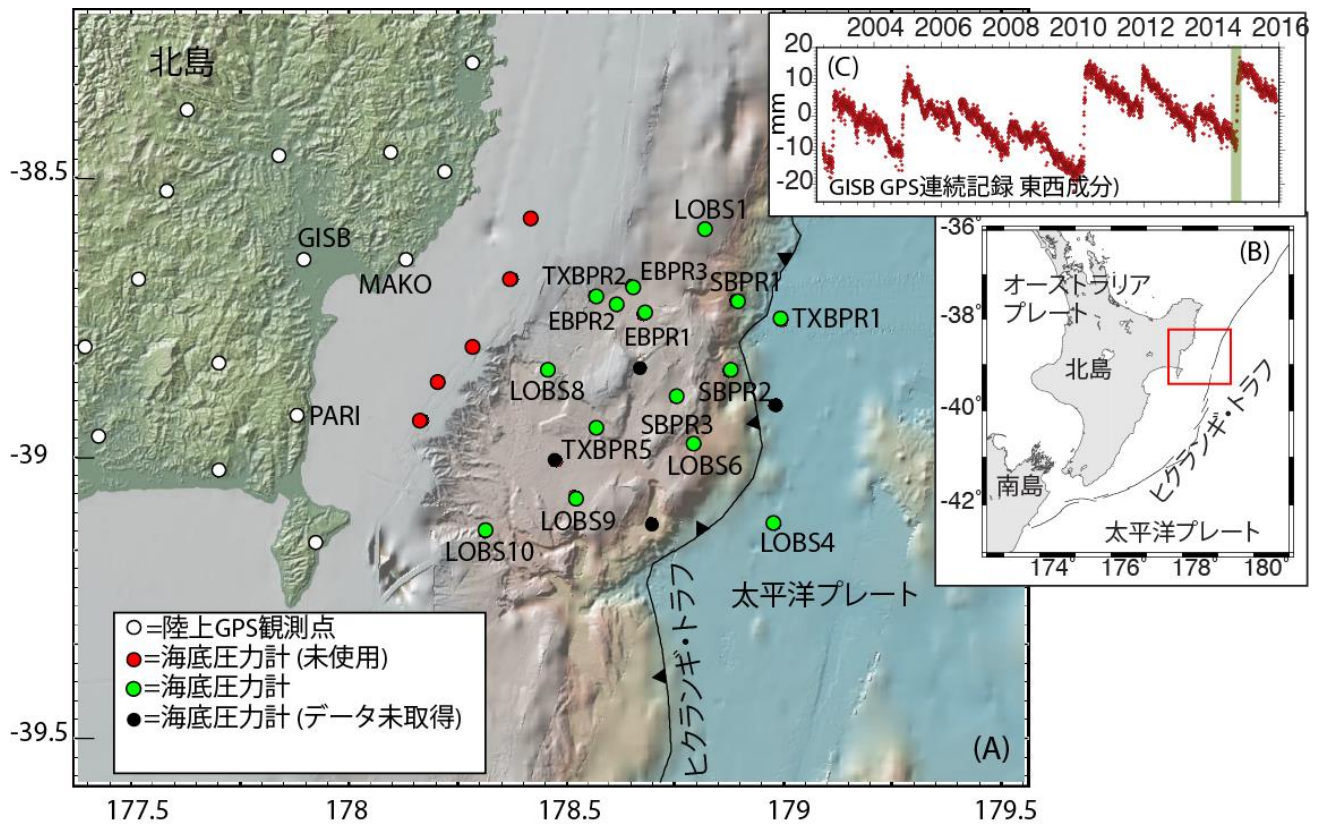 北島
-38.5
-39
-39.5
177.5
178
178.5
179
179.5
GISB
MAKO
PARI
LOBS1
TXBPR2
EBPR3
SBPR1
EBPR2
EBPR1
TXBPR1
LOBS8
SBPR2
SBPR3
TXBPR5
LOBS6
LOBS9
LOBS10
LOBS4
太平洋プレート
ヒクランギ・トラフ
(A)
=陸上GPS観測点
=海底圧力計 (未使用)
=海底圧力計
=海底圧力計 (データ未取得)
2004 2006 2008 2010 2012 2014 2016
20
10
0
-10
-20
mm
(C)
GISB GPS連続記録 東西成分)
-36°
-38°
-40°
-42°
(B)
オーストラリア
プレート
北島
南島
ヒクランギ・トラフ
太平洋プレート
174° 176° 178° 180°